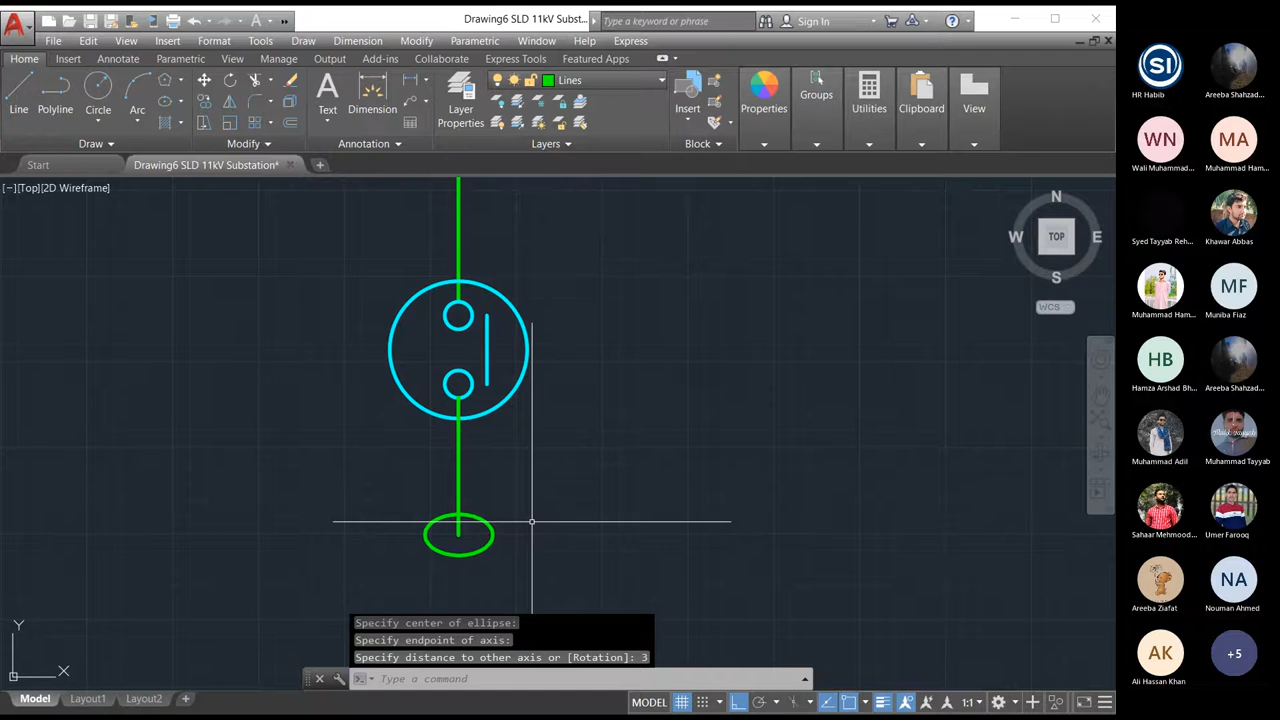 Drawing6 SLD 11kV Subst...
Type a keyword or phrase
Sign In
File Edit View Insert Format Tools Draw Dimension Modify Parametric Window Help Express
Home Insert Annotate Parametric View Manage Output Add-ins Collaborate Express Tools Featured Apps
Lines
Line Polyline Circle Arc Text Dimension Layer Properties Insert Properties Groups Utilities Clipboard View
Draw Modify Annotation Layers Block
Start Drawing6 SLD 11kV Substation*
[−][Top][2D Wireframe]
N
W TOP E
S
WCS
Y
X
Specify center of ellipse:
Specify endpoint of axis:
Specify distance to other axis or [Rotation]: 3
Type a command
Model Layout1 Layout2
MODEL 1:1
SI
HR Habib Areeba Shahzad...
WN MA
Wali Muhammad... Muhammad Ham...
Syed Tayyab Reh... Khawar Abbas
MF
Muhammad Ham... Muniba Fiaz
HB
Hamza Arshad Bh... Areeba Shahzad...
Muhammad Adil Muhammad Tayyab
Sahaar Mehmood... Umer Farooq
NA
Areeba Ziafat Nouman Ahmed
AK +5
Ali Hassan Khan